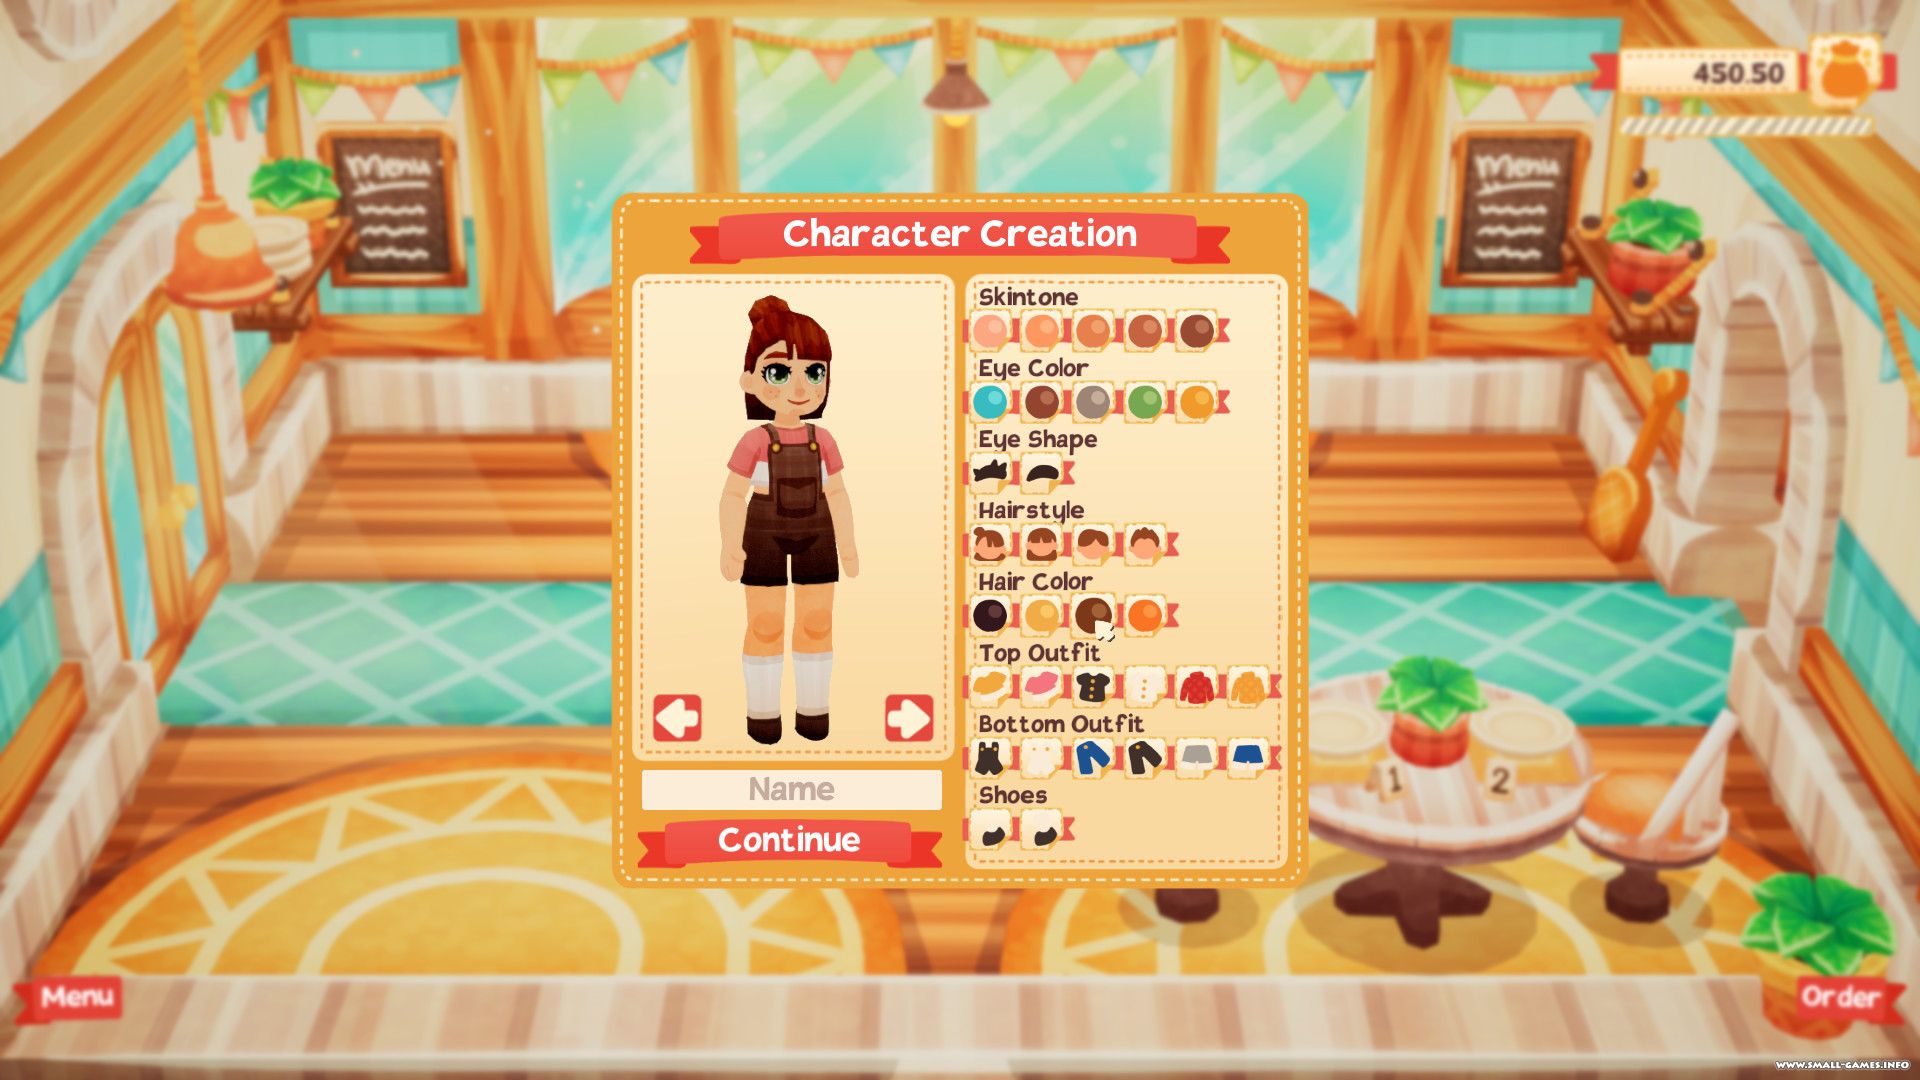 450.50
Menu
Menu
Character Creation
Skintone
Eye Color
Eye Shape
Hairstyle
Hair Color
Top Outfit
Bottom Outfit
Shoes
Name
Continue
1
2
Menu
Order
WWW.SMALL-GAMES.INFO